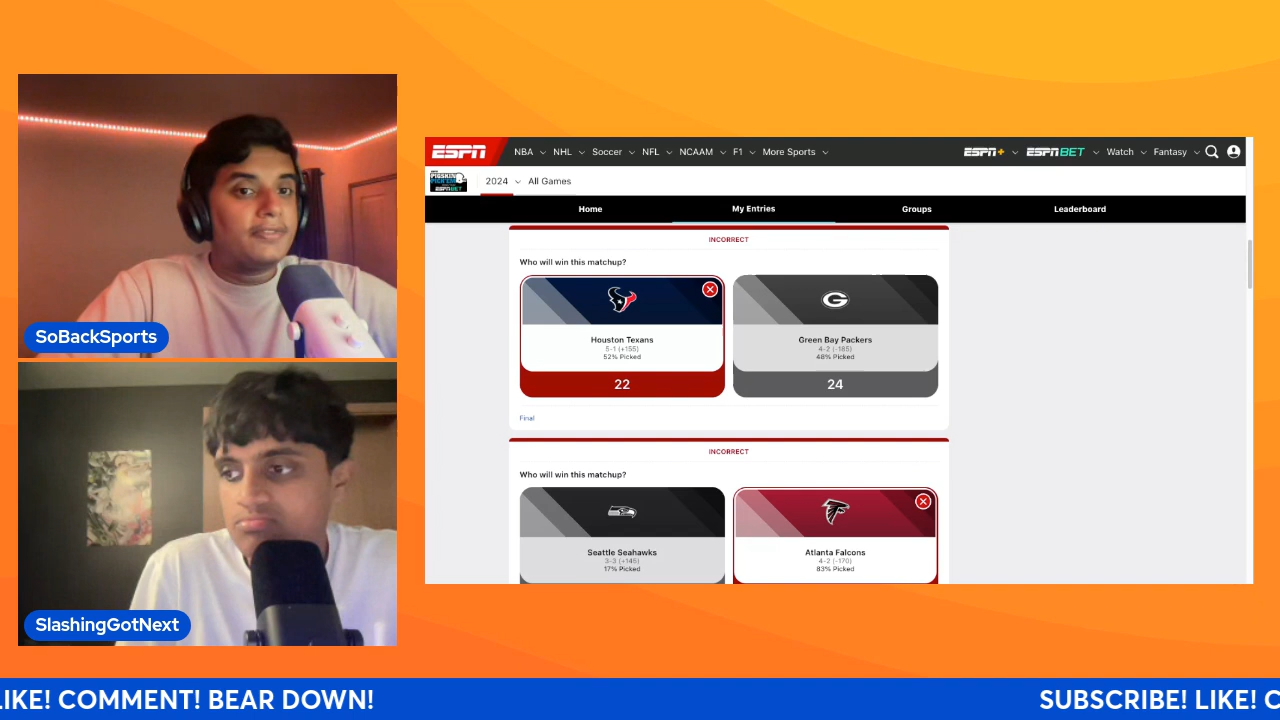 SoBackSports
SlashingGotNext
ESPN NBA NHL Soccer NFL NCAAM F1 More Sports ESPN+ ESPN BET Watch Fantasy
2024 All Games
Home My Entries Groups Leaderboard
INCORRECT
Who will win this matchup?
Houston Texans
5-1 (+155)
52% Picked
22
G
Green Bay Packers
4-2 (-185)
48% Picked
24
Final
INCORRECT
Who will win this matchup?
Seattle Seahawks
3-3 (+145)
17% Picked
Atlanta Falcons
4-2 (-170)
83% Picked
LIKE! COMMENT! BEAR DOWN! SUBSCRIBE! LIKE! C